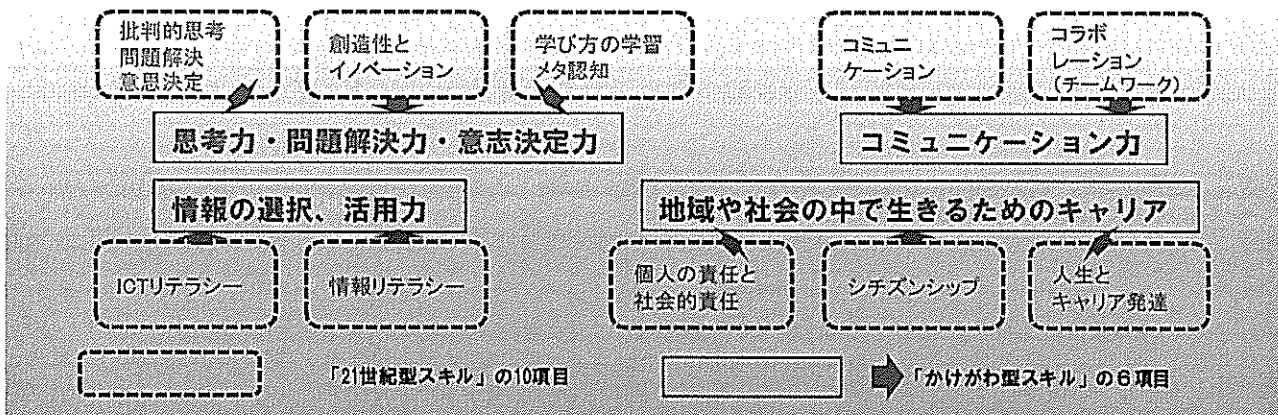 批判的思考
問題解決
意思決定
創造性と
イノベーション
学び方の学習
メタ認知
コミュニ
ケーション
コラボ
レーション
(チームワーク)
思考力・問題解決力・意志決定力
コミュニケーション力
情報の選択、活用力
地域や社会の中で生きるためのキャリア
ICTリテラシー
情報リテラシー
個人の責任と
社会的責任
シチズンシップ
人生と
キャリア発達
「21世紀型スキル」の10項目
「かけがわ型スキル」の6項目